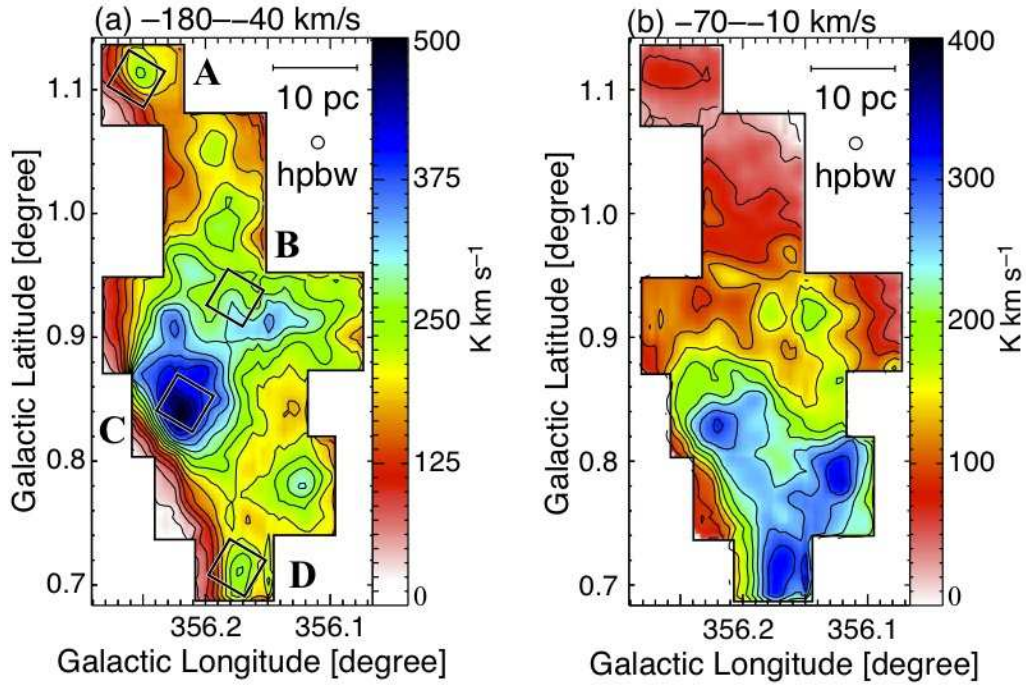 (a) −180−−40 km/s
A
10 pc
hpbw
B
C
D
500
375
250
125
0
K km s⁻¹
1.1
1.0
0.9
0.8
0.7
Galactic Latitude [degree]
356.2 356.1
Galactic Longitude [degree]
(b) −70−−10 km/s
10 pc
hpbw
400
300
200
100
0
K km s⁻¹
1.1
1.0
0.9
0.8
0.7
Galactic Latitude [degree]
356.2 356.1
Galactic Longitude [degree]